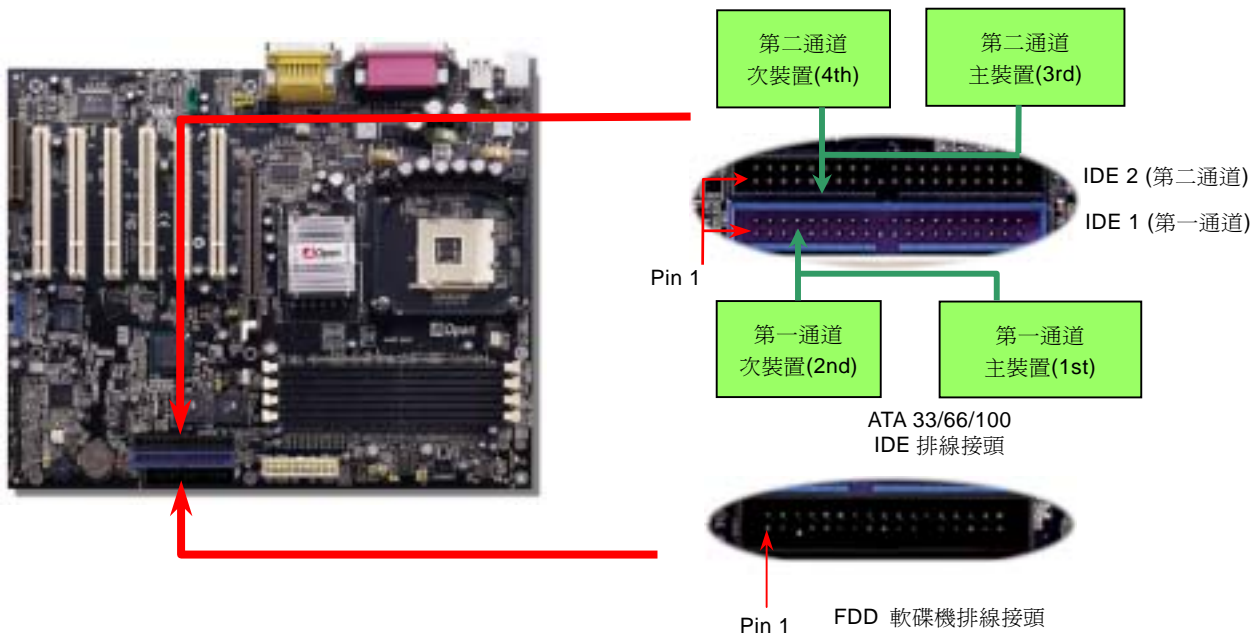 第二通道
次裝置(4th)
第二通道
主裝置(3rd)
IDE 2 (第二通道)
IDE 1 (第一通道)
Pin 1
第一通道
次裝置(2nd)
第一通道
主裝置(1st)
ATA 33/66/100
IDE 排線接頭
Pin 1
FDD 軟碟機排線接頭
AOpen
AOpen